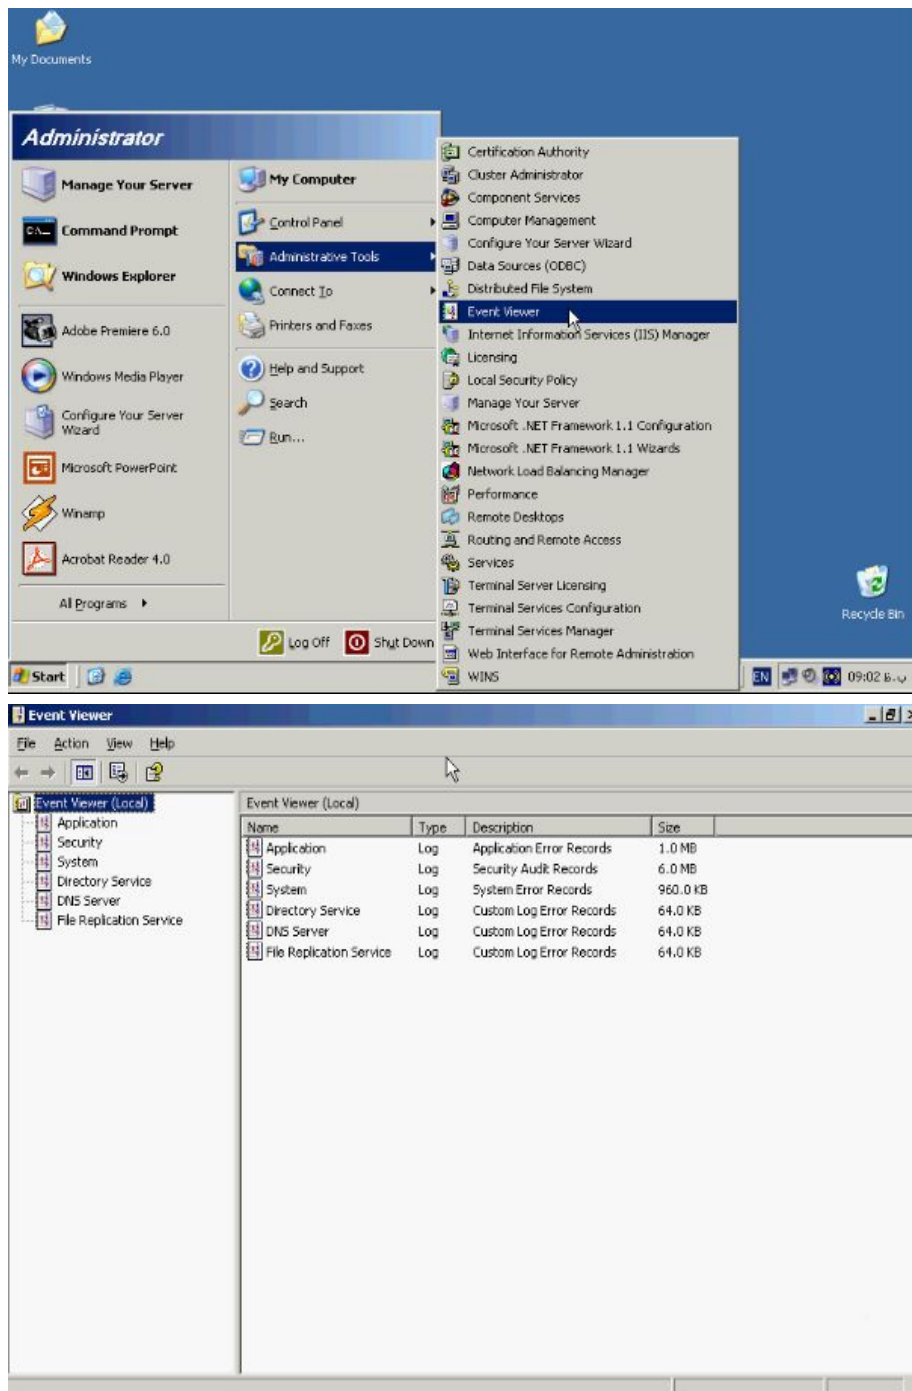 My Documents
Administrator
Manage Your Server
Command Prompt
Windows Explorer
Adobe Premiere 6.0
Windows Media Player
Configure Your Server
Wizard
Microsoft PowerPoint
Winamp
Acrobat Reader 4.0
All Programs
My Computer
Control Panel
Administrative Tools
Connect To
Printers and Faxes
Help and Support
Search
Run...
Log Off
Shut Down
Certification Authority
Cluster Administrator
Component Services
Computer Management
Configure Your Server Wizard
Data Sources (ODBC)
Distributed File System
Event Viewer
Internet Information Services (IIS) Manager
Licensing
Local Security Policy
Manage Your Server
Microsoft .NET Framework 1.1 Configuration
Microsoft .NET Framework 1.1 Wizards
Network Load Balancing Manager
Performance
Remote Desktops
Routing and Remote Access
Services
Terminal Server Licensing
Terminal Services Configuration
Terminal Services Manager
Web Interface for Remote Administration
WINS
Recycle Bin
Start
EN
09:02 ب.ظ
Event Viewer
File Action View Help
Event Viewer (Local)
Application
Security
System
Directory Service
DNS Server
File Replication Service
Event Viewer (Local)
Name Type Description Size
Application Log Application Error Records 1.0 MB
Security Log Security Audit Records 6.0 MB
System Log System Error Records 960.0 KB
Directory Service Log Custom Log Error Records 64.0 KB
DNS Server Log Custom Log Error Records 64.0 KB
File Replication Service Log Custom Log Error Records 64.0 KB